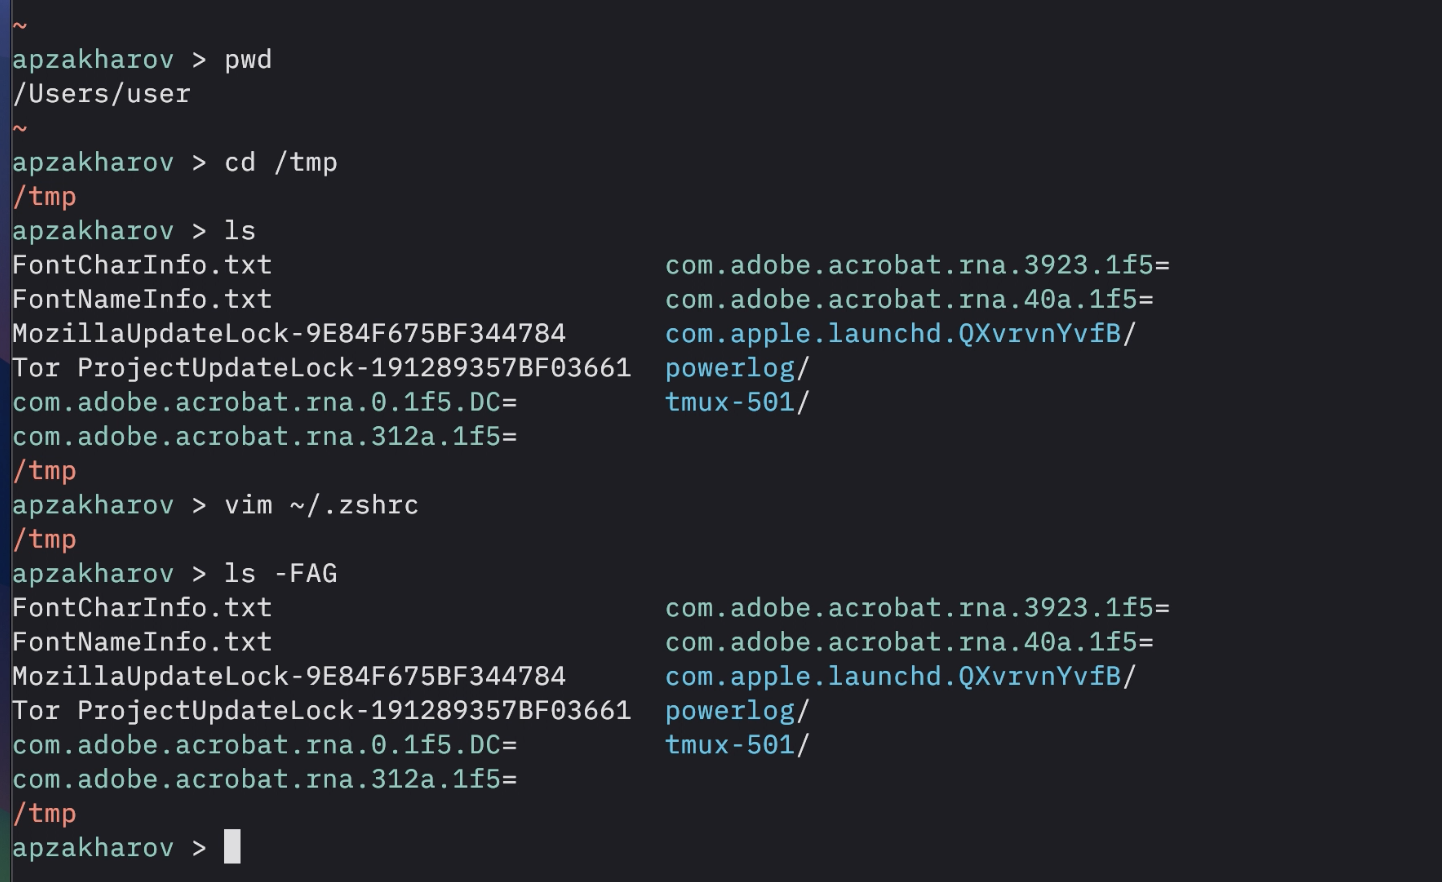 ~
apzakharov > pwd
/Users/user
~
apzakharov > cd /tmp
/tmp
apzakharov > ls
FontCharInfo.txt                        com.adobe.acrobat.rna.3923.1f5=
FontNameInfo.txt                        com.adobe.acrobat.rna.40a.1f5=
MozillaUpdateLock-9E84F675BF344784      com.apple.launchd.QXvrvnYvfB/
Tor ProjectUpdateLock-191289357BF03661  powerlog/
com.adobe.acrobat.rna.0.1f5.DC=         tmux-501/
com.adobe.acrobat.rna.312a.1f5=
/tmp
apzakharov > vim ~/.zshrc
/tmp
apzakharov > ls -FAG
FontCharInfo.txt                        com.adobe.acrobat.rna.3923.1f5=
FontNameInfo.txt                        com.adobe.acrobat.rna.40a.1f5=
MozillaUpdateLock-9E84F675BF344784      com.apple.launchd.QXvrvnYvfB/
Tor ProjectUpdateLock-191289357BF03661  powerlog/
com.adobe.acrobat.rna.0.1f5.DC=         tmux-501/
com.adobe.acrobat.rna.312a.1f5=
/tmp
apzakharov >